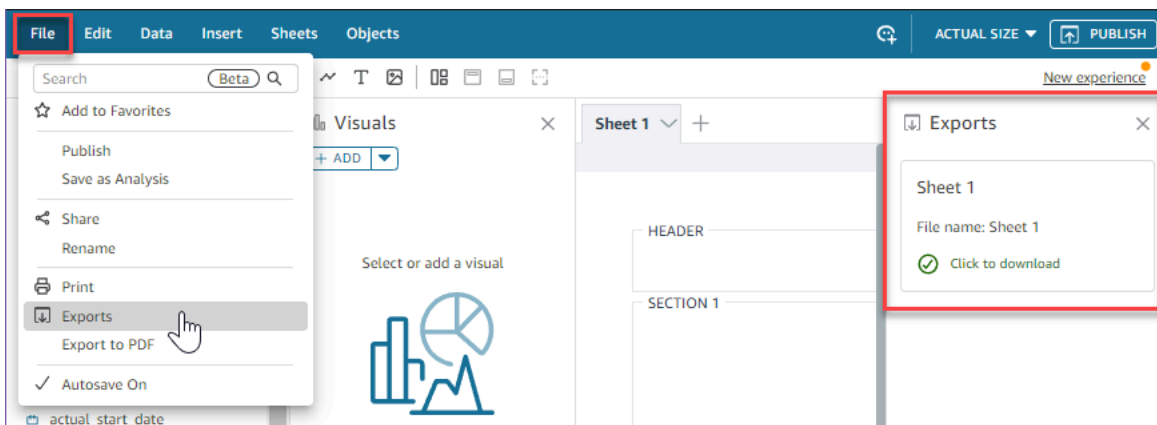 File Edit Data Insert Sheets Objects ACTUAL SIZE PUBLISH
Search Beta
New experience
Add to Favorites
Publish
Save as Analysis
Share
Rename
Print
Exports
Export to PDF
Autosave On
actual_start_date
Visuals
+ ADD
Select or add a visual
Sheet 1
HEADER
SECTION 1
Exports
Sheet 1
File name: Sheet 1
Click to download